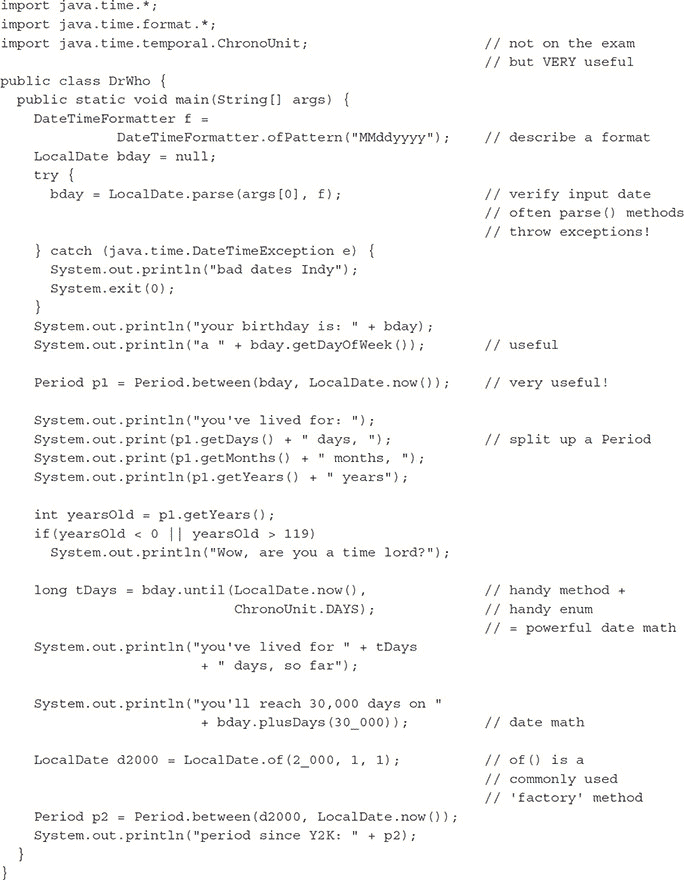 import java.time.*;
import java.time.format.*;
import java.time.temporal.ChronoUnit;                     // not on the exam
                                                          // but VERY useful
public class DrWho {
  public static void main(String[] args) {
    DateTimeFormatter f =
              DateTimeFormatter.ofPattern("MMddyyyy");    // describe a format
    LocalDate bday = null;
    try {
      bday = LocalDate.parse(args[0], f);                 // verify input date
                                                          // often parse() methods
                                                          // throw exceptions!
    } catch (java.time.DateTimeException e) {
      System.out.println("bad dates Indy");
      System.exit(0);
    }
    System.out.println("your birthday is: " + bday);
    System.out.println("a " + bday.getDayOfWeek());       // useful

    Period p1 = Period.between(bday, LocalDate.now());    // very useful!

    System.out.println("you've lived for: ");
    System.out.print(p1.getDays() + " days, ");           // split up a Period
    System.out.print(p1.getMonths() + " months, ");
    System.out.println(p1.getYears() + " years");

    int yearsOld = p1.getYears();
    if(yearsOld < 0 || yearsOld > 119)
      System.out.println("Wow, are you a time lord?");

    long tDays = bday.until(LocalDate.now(),              // handy method +
                            ChronoUnit.DAYS);             // handy enum
                                                          // = powerful date math
    System.out.println("you've lived for " + tDays
                        + " days, so far");

    System.out.println("you'll reach 30,000 days on "
                        + bday.plusDays(30_000));         // date math

    LocalDate d2000 = LocalDate.of(2_000, 1, 1);          // of() is a
                                                          // commonly used
                                                          // 'factory' method
    Period p2 = Period.between(d2000, LocalDate.now());
    System.out.println("period since Y2K: " + p2);
  }
}